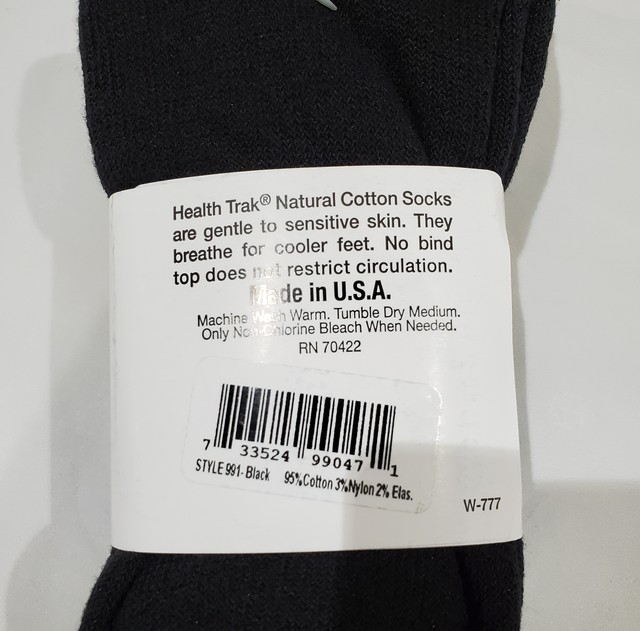 Health Trak® Natural Cotton Socks
are gentle to sensitive skin. They
breathe for cooler feet. No bind
top does not restrict circulation.
Made in U.S.A.
Machine Wash Warm. Tumble Dry Medium.
Only Non-Chlorine Bleach When Needed.
RN 70422
7 33524 99047 1
STYLE 991-Black 95%Cotton 3%Nylon 2% Elas.
W-777